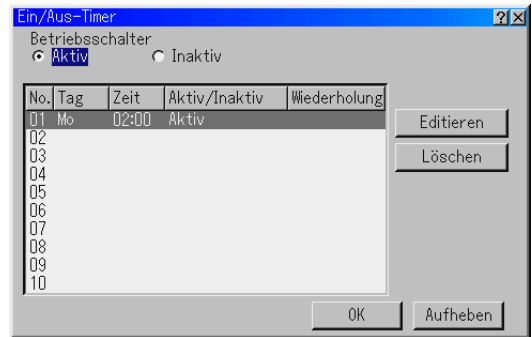 Ein/Aus-Timer ? X
Betriebsschalter
Aktiv Inaktiv
No. Tag Zeit Aktiv/Inaktiv Wiederholung
01 Mo 02:00 Aktiv
02
03
04
05
06
07
08
09
10
Editieren
Löschen
OK Aufheben